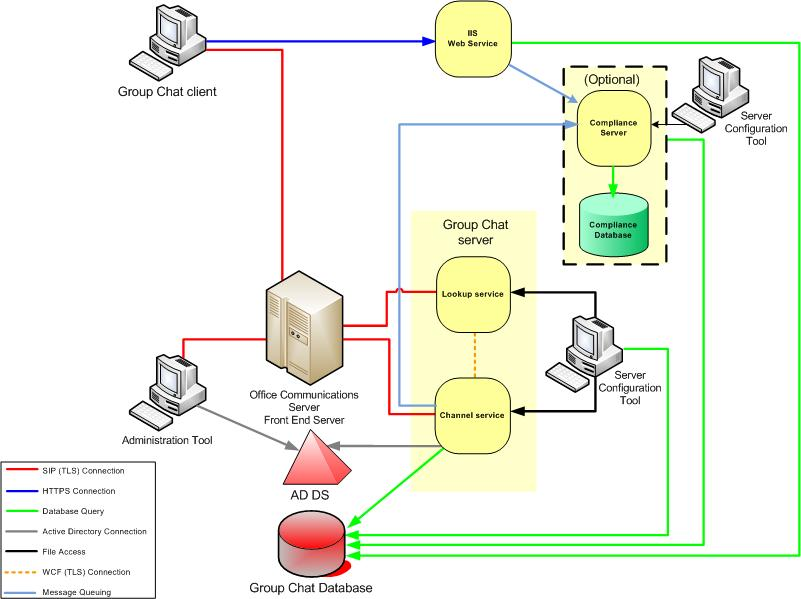 IIS
Web Service
Group Chat client
(Optional)
Compliance
Server
Server
Configuration
Tool
Compliance
Database
Group Chat
server
Lookup service
Server
Configuration
Tool
Office Communications
Server
Front End Server
Channel service
Administration Tool
AD DS
Group Chat Database
SIP (TLS) Connection
HTTPS Connection
Database Query
Active Directory Connection
File Access
WCF (TLS) Connection
Message Queuing